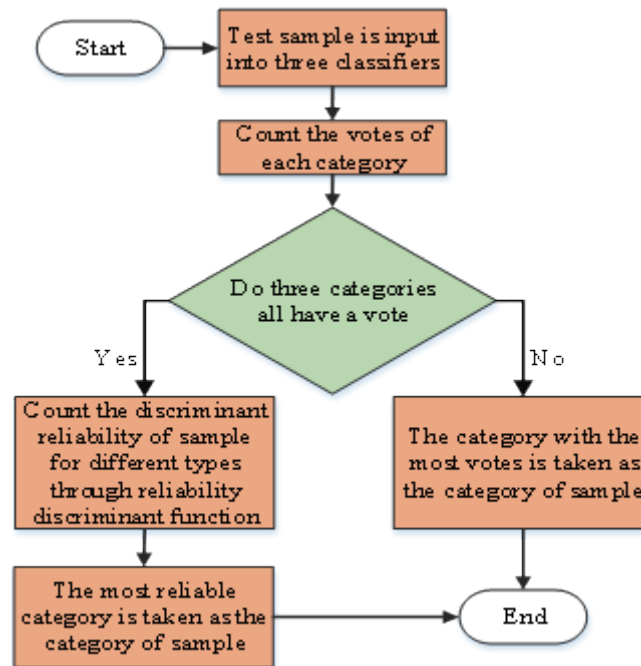 Start
Test sample is input
into three classifiers
Count the votes of
each category
Do three categories
all have a vote
Yes
No
Count the discriminant
reliability of sample
for different types
through reliability
discriminant function
The category with the
most votes is taken as
the category of sample
The most reliable
category is taken as the
category of sample
End